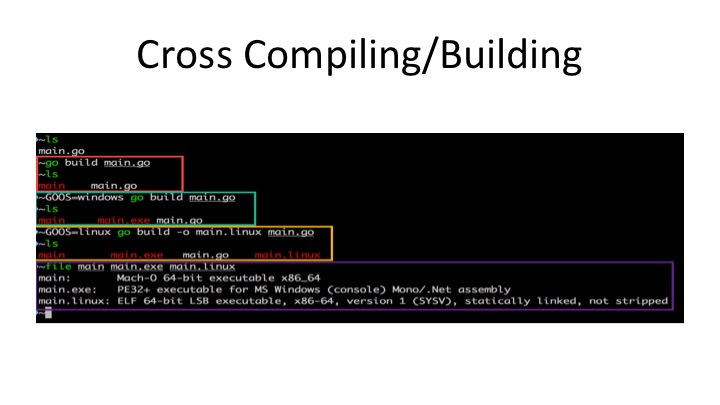 Cross Compiling/Building
~ls
main.go
~go build main.go
~ls
main    main.go
~GOOS=windows go build main.go
~ls
main    main.exe main.go
~GOOS=linux go build -o main.linux main.go
~ls
main    main.exe    main.go    main.linux
~file main main.exe main.linux
main:    Mach-O 64-bit executable x86_64
main.exe:    PE32+ executable for MS Windows (console) Mono/.Net assembly
main.linux: ELF 64-bit LSB executable, x86-64, version 1 (SYSV), statically linked, not stripped
~